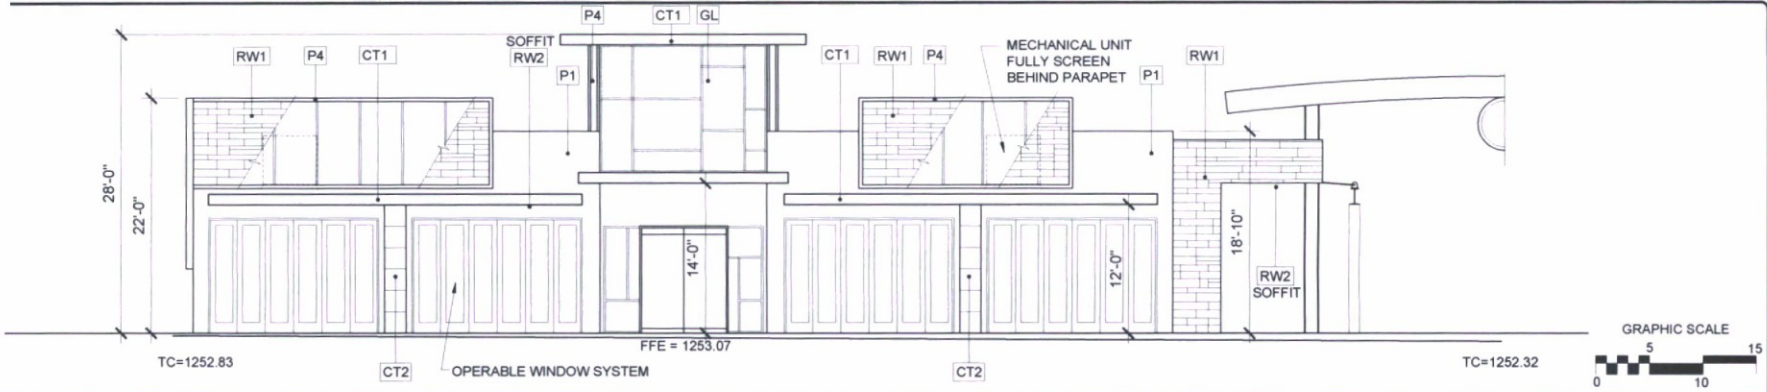 P4
CT1
GL
SOFFIT
RW1
P4
CT1
RW2
P1
CT1
RW1
P4
MECHANICAL UNIT
FULLY SCREEN
BEHIND PARAPET
RW1
P1
28'-0"
22'-0"
14'-0"
12'-0"
18'-10"
RW2
SOFFIT
TC=1252.83
CT2
OPERABLE WINDOW SYSTEM
FFE = 1253.07
CT2
TC=1252.32
GRAPHIC SCALE
5
15
0
10